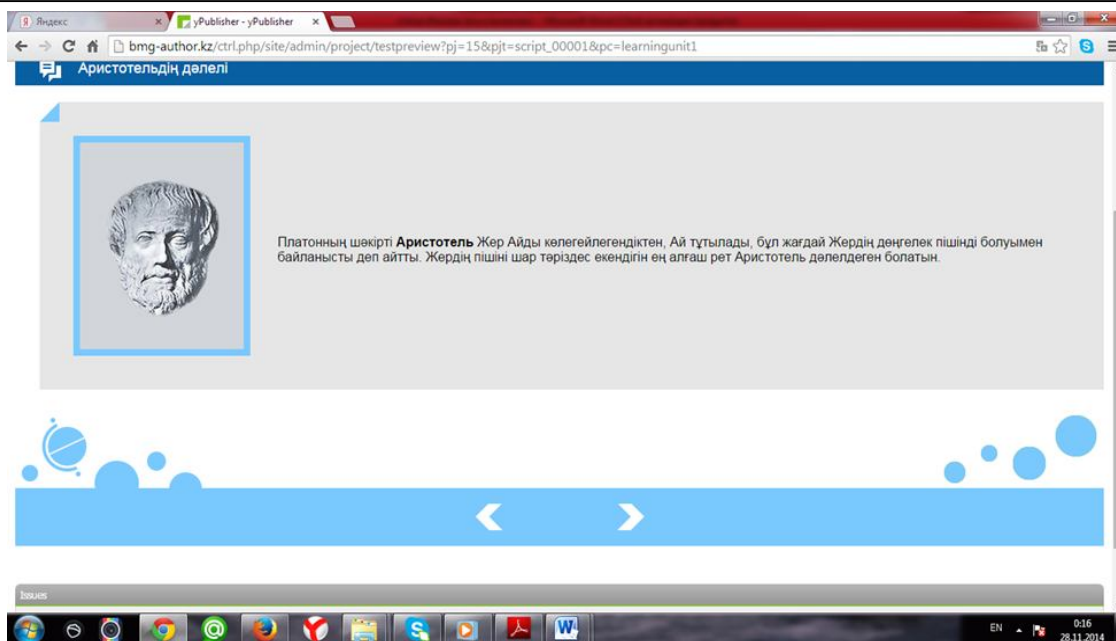 Яндекс
yPublisher - yPublisher
bmg-author.kz/ctrl.php/site/admin/project/testpreview?pj=15&pjt=script_00001&pc=learningunit1
Аристотельдің дәлелі
Платонның шәкірті Аристотель Жер Айды көлегейлегендіктен, Ай тұтылады, бұл жағдай Жердің дөңгелек пішінді болуымен
байланысты деп айтты. Жердің пішіні шар тәріздес екендігін ең алғаш рет Аристотель дәлелдеген болатын.
Issues
EN
0:16
28.11.2014